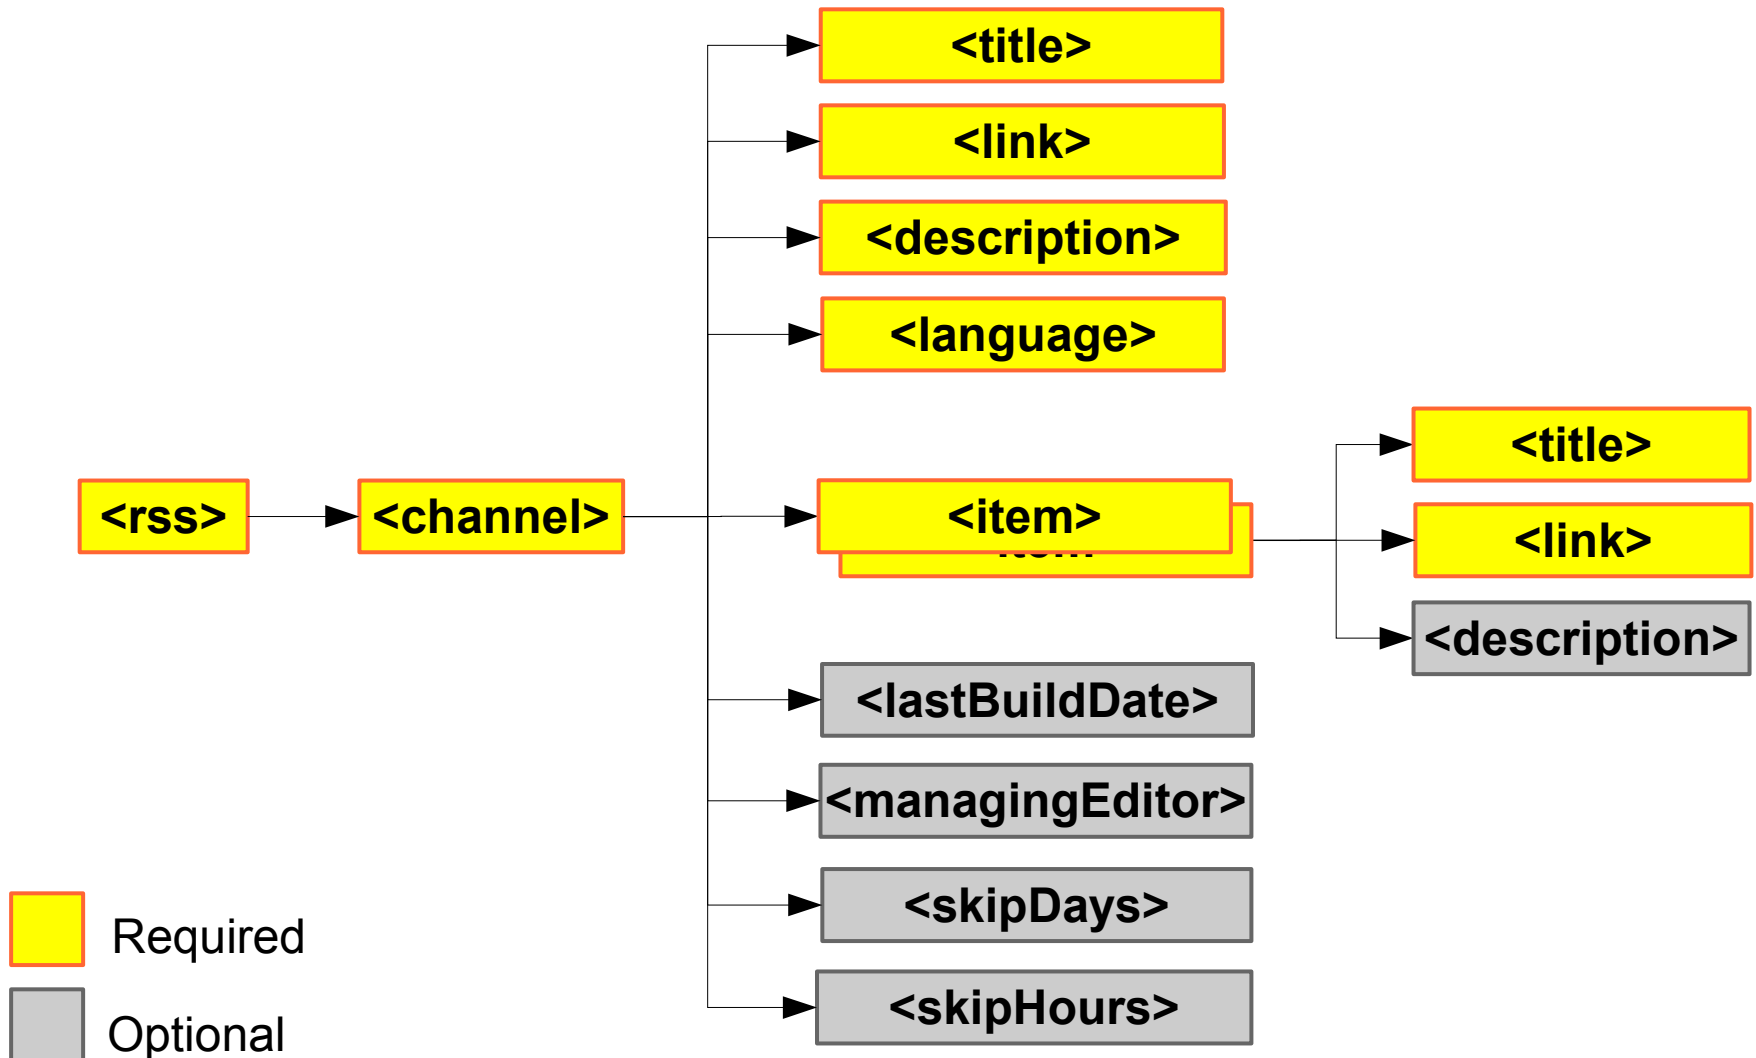 <title>
<link>
<description>
<language>
<rss>
<channel>
<item>
<title>
<link>
<description>
<lastBuildDate>
<managingEditor>
<skipDays>
<skipHours>
Required
Optional